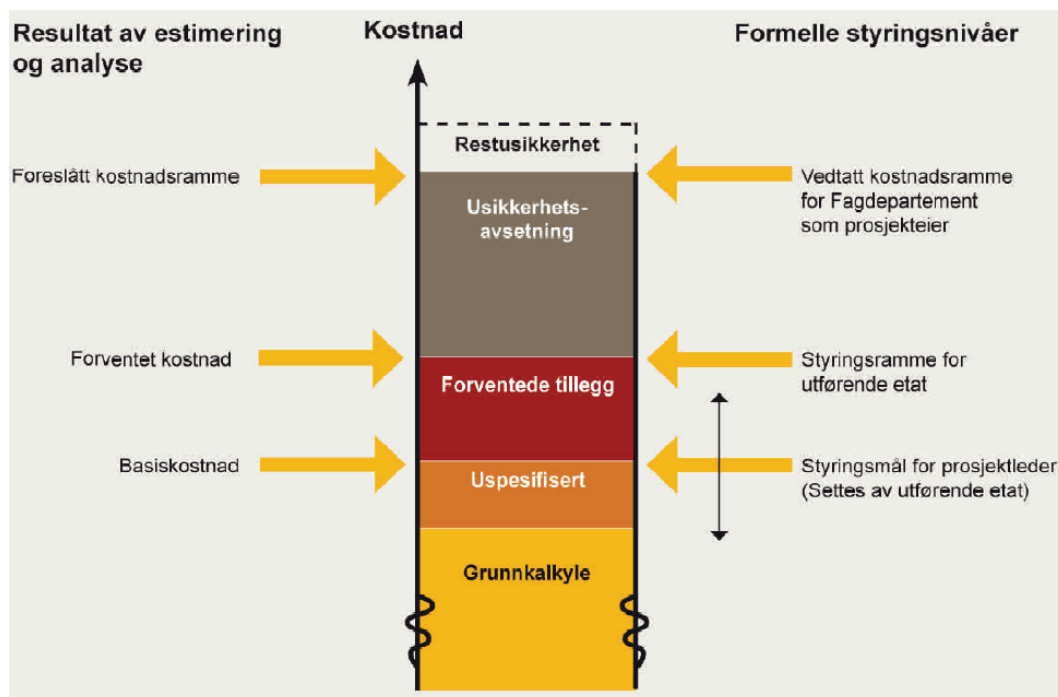 Resultat av estimering
og analyse
Kostnad
Formelle styringsnivåer
Restusikkerhet
Foreslått kostnadsramme
Vedtatt kostnadsramme
for Fagdepartement
som prosjekteier
Usikkerhets-
avsetning
Forventet kostnad
Styringsramme for
utførende etat
Forventede tillegg
Basiskostnad
Styringsmål for prosjektleder
(Settes av utførende etat)
Uspesifisert
Grunnkalkyle